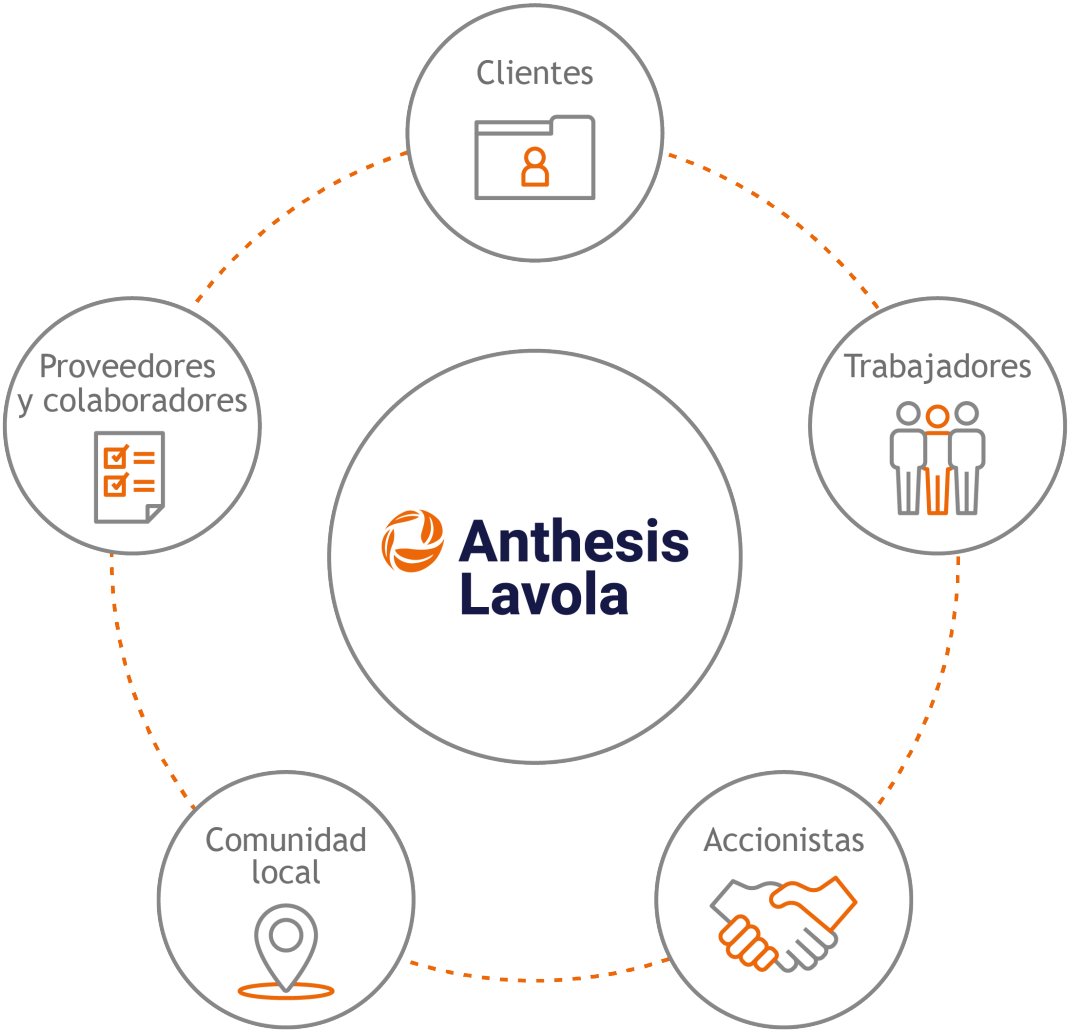 Clientes
Proveedores
y colaboradores
Trabajadores
Anthesis
Lavola
Comunidad
local
Accionistas